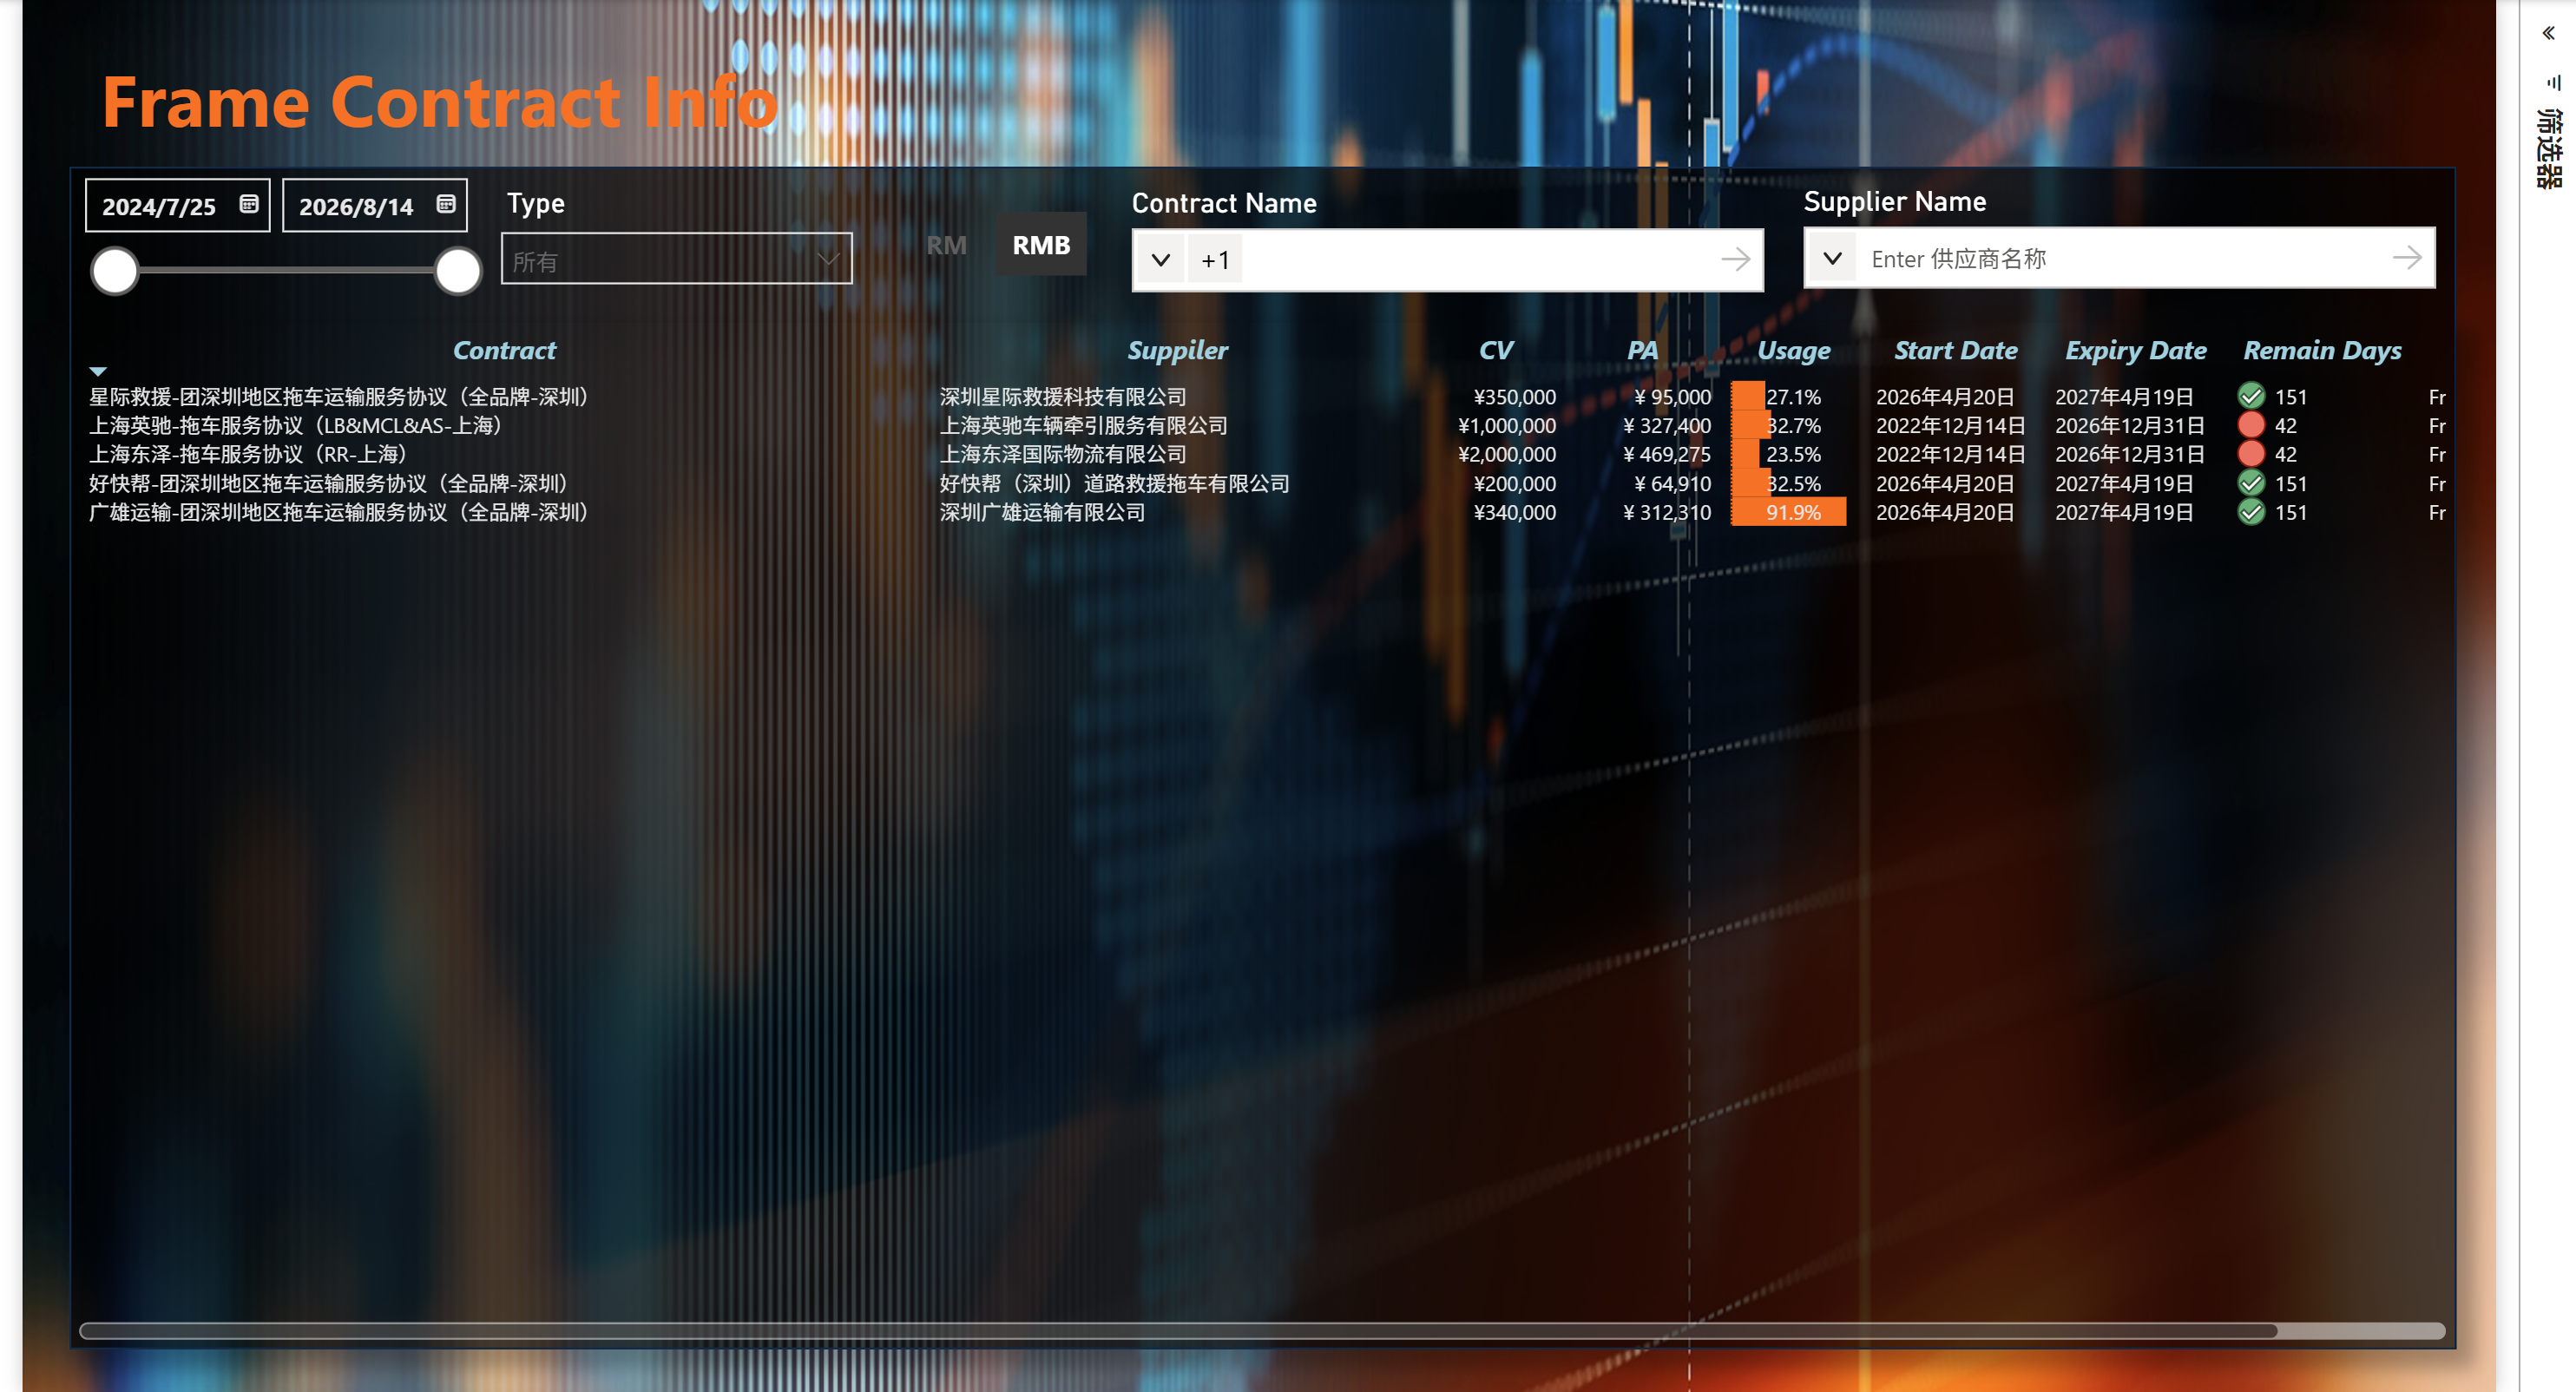 Frame Contract Info
筛选器
2024/7/25 2026/8/14 Type Contract Name Supplier Name
所有 RM RMB +1 Enter 供应商名称
Contract Suppiler CV PA Usage Start Date Expiry Date Remain Days
星际救援-团深圳地区拖车运输服务协议（全品牌-深圳） 深圳星际救援科技有限公司 ¥350,000 ¥ 95,000 27.1% 2026年4月20日 2027年4月19日 151 Fr
上海英驰-拖车服务协议（LB&MCL&AS-上海） 上海英驰车辆牵引服务有限公司 ¥1,000,000 ¥ 327,400 32.7% 2022年12月14日 2026年12月31日 42 Fr
上海东泽-拖车服务协议（RR-上海） 上海东泽国际物流有限公司 ¥2,000,000 ¥ 469,275 23.5% 2022年12月14日 2026年12月31日 42 Fr
好快帮-团深圳地区拖车运输服务协议（全品牌-深圳） 好快帮（深圳）道路救援拖车有限公司 ¥200,000 ¥ 64,910 32.5% 2026年4月20日 2027年4月19日 151 Fr
广雄运输-团深圳地区拖车运输服务协议（全品牌-深圳） 深圳广雄运输有限公司 ¥340,000 ¥ 312,310 91.9% 2026年4月20日 2027年4月19日 151 Fr